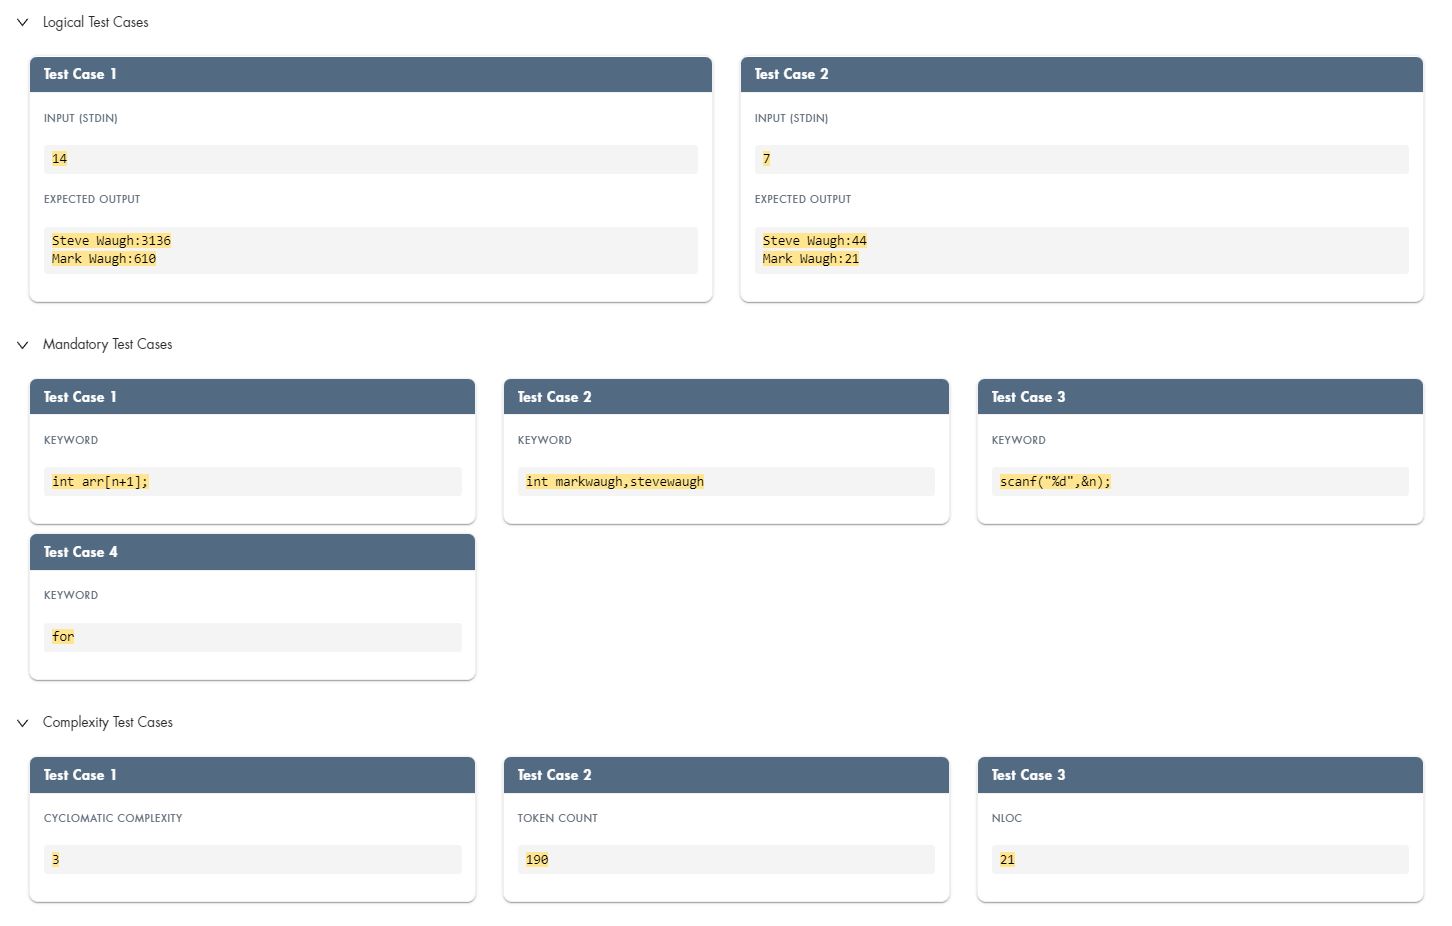 Logical Test Cases
Test Case 1
INPUT (STDIN)
14
EXPECTED OUTPUT
Steve Waugh:3136
Mark Waugh:610
Test Case 2
INPUT (STDIN)
7
EXPECTED OUTPUT
Steve Waugh:44
Mark Waugh:21
Mandatory Test Cases
Test Case 1
KEYWORD
int arr[n+1];
Test Case 2
KEYWORD
int markwaugh,stevewaugh
Test Case 3
KEYWORD
scanf("%d",&n);
Test Case 4
KEYWORD
for
Complexity Test Cases
Test Case 1
CYCLOMATIC COMPLEXITY
3
Test Case 2
TOKEN COUNT
190
Test Case 3
NLOC
21